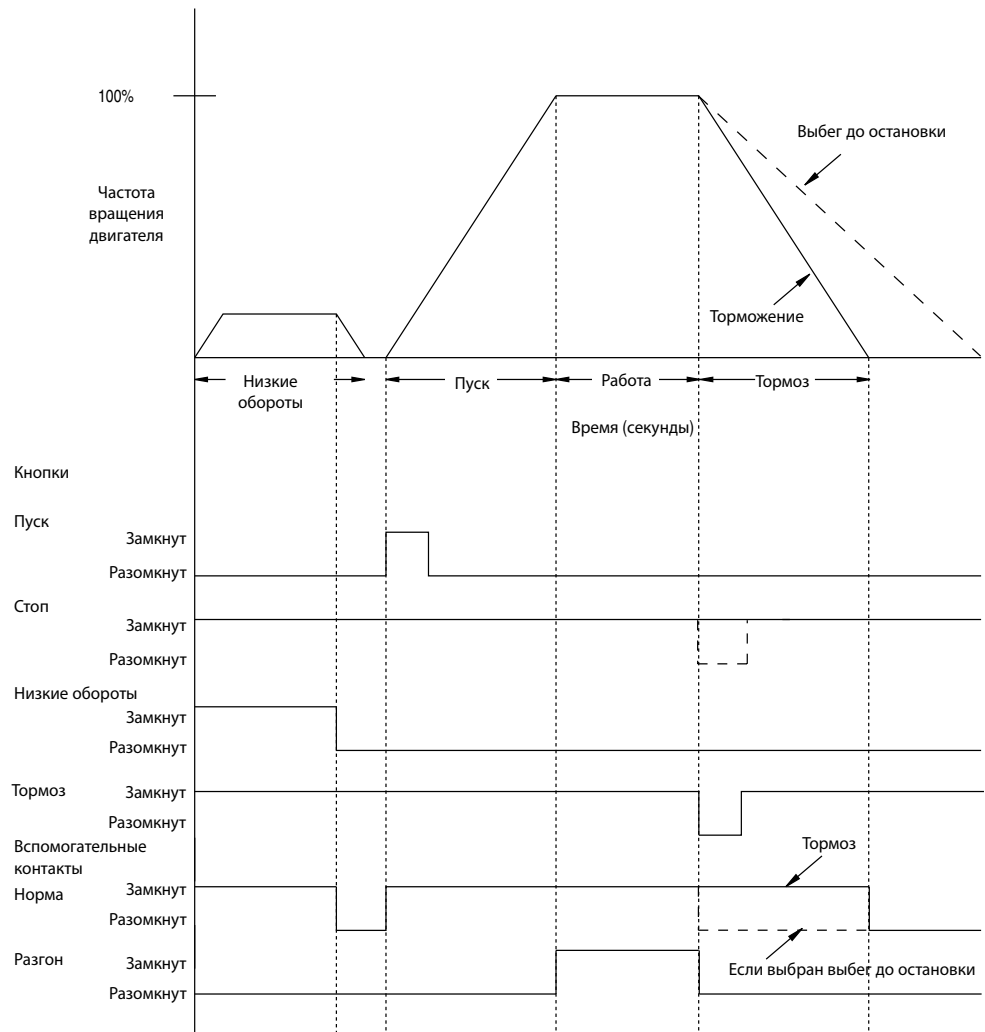 100%
Выбег до остановки
Частота
вращения
двигателя
Торможение
Низкие
обороты
Пуск
Работа
Тормоз
Время (секунды)
Кнопки
Пуск
Замкнут
Разомкнут
Стоп
Замкнут
Разомкнут
Низкие обороты
Замкнут
Разомкнут
Тормоз
Замкнут
Разомкнут
Вспомогательные
контакты
Тормоз
Норма
Замкнут
Разомкнут
Разгон
Замкнут
Если выбран выбег до остановки
Разомкнут